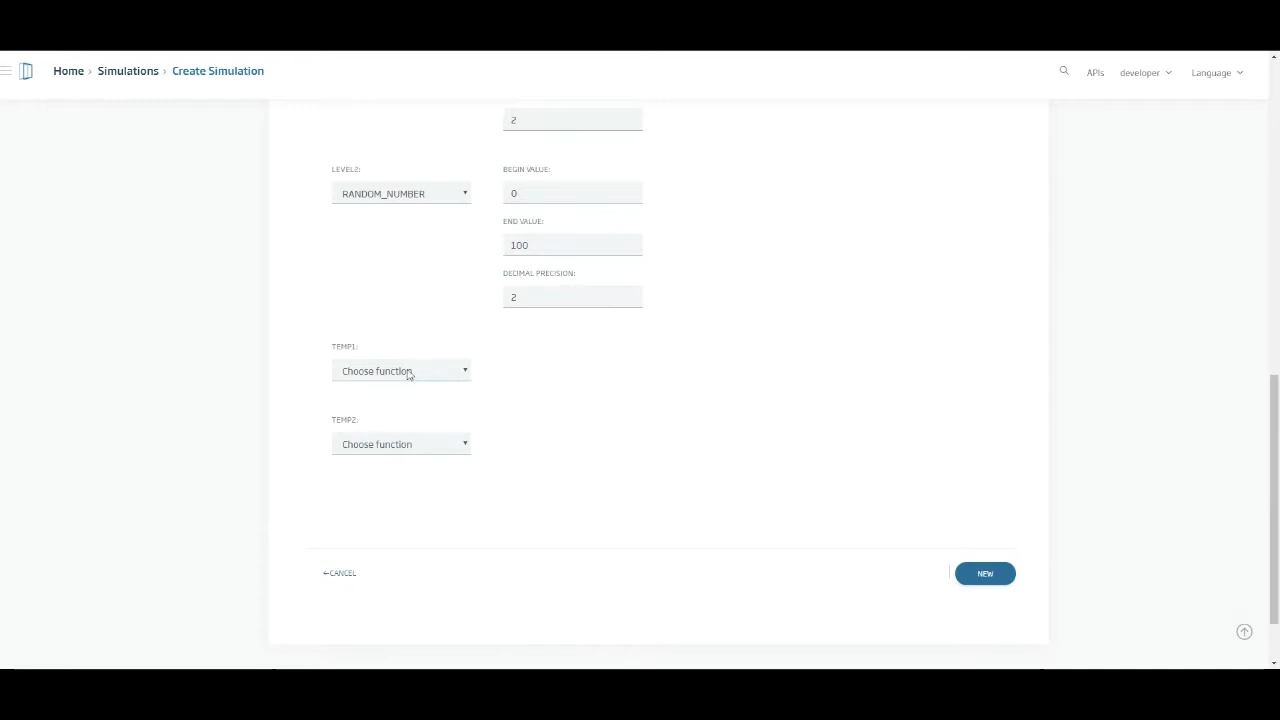 Home › Simulations › Create Simulation
APIs
developer
Language
2
LEVEL2:
BEGIN VALUE:
RANDOM_NUMBER
0
END VALUE:
100
DECIMAL PRECISION:
2
TEMP1:
Choose function
TEMP2:
Choose function
←CANCEL
NEW